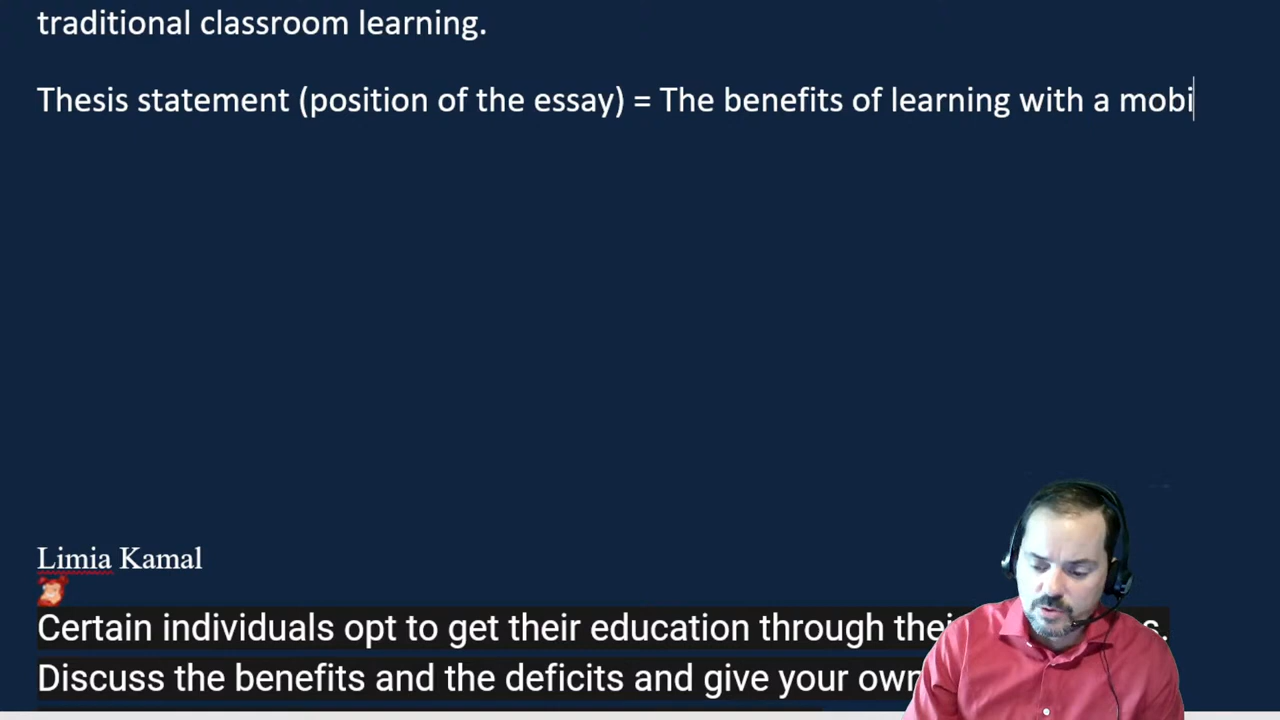 traditional classroom learning.
Thesis statement (position of the essay) = The benefits of learning with a mobi
Limia Kamal
Certain individuals opt to get their education through
Discuss the benefits and the deficits and give your own